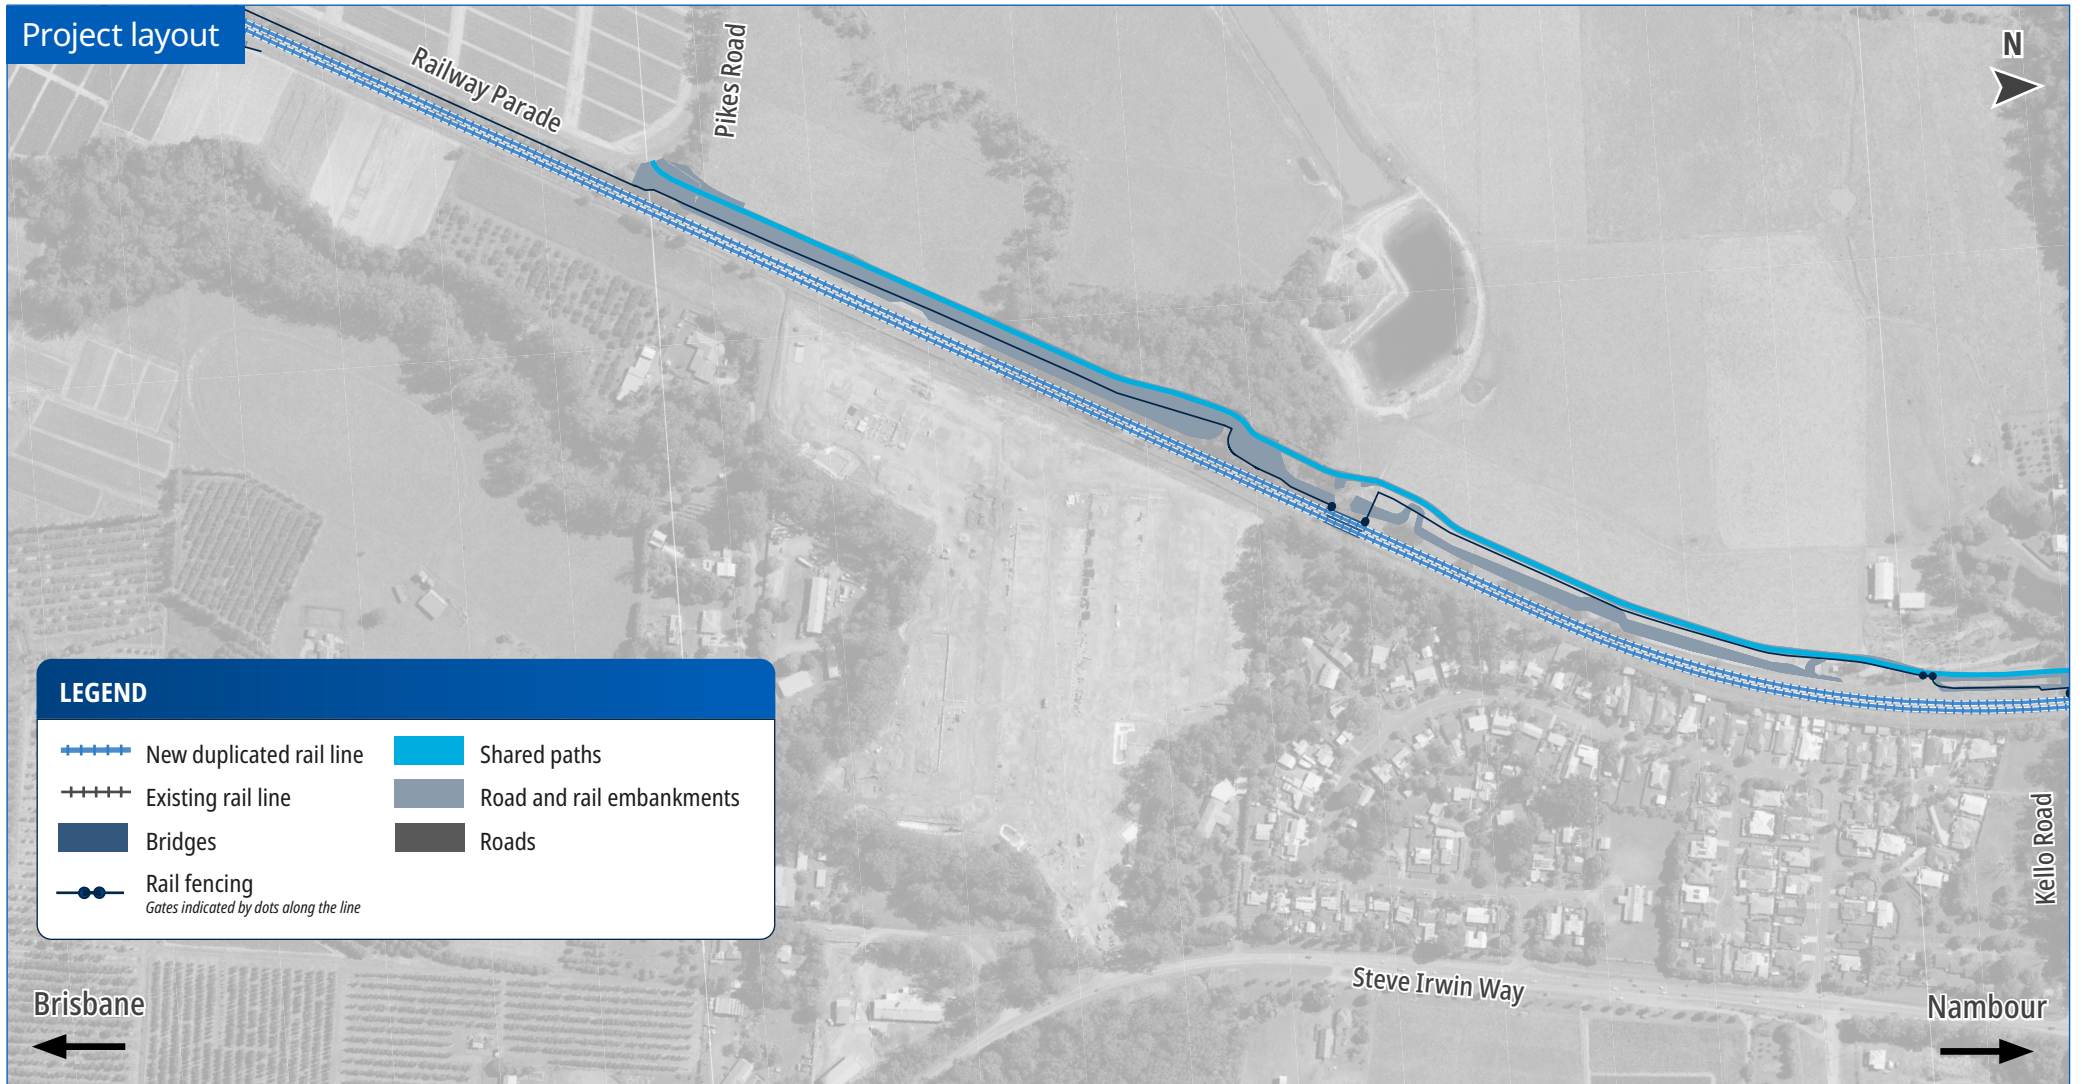 Project layout
N
Railway Parade
Pikes Road
LEGEND
New duplicated rail line
Shared paths
Existing rail line
Road and rail embankments
Bridges
Roads
Rail fencing
Gates indicated by dots along the line
Kello Road
Steve Irwin Way
Brisbane
Nambour